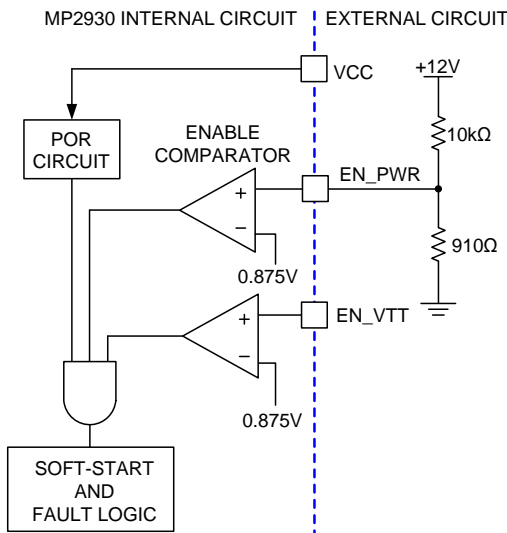 MP2930 INTERNAL CIRCUIT
EXTERNAL CIRCUIT
VCC
+12V
POR
CIRCUIT
ENABLE
COMPARATOR
10kΩ
+
EN_PWR
−
0.875V
910Ω
+
EN_VTT
−
0.875V
SOFT-START
AND
FAULT LOGIC